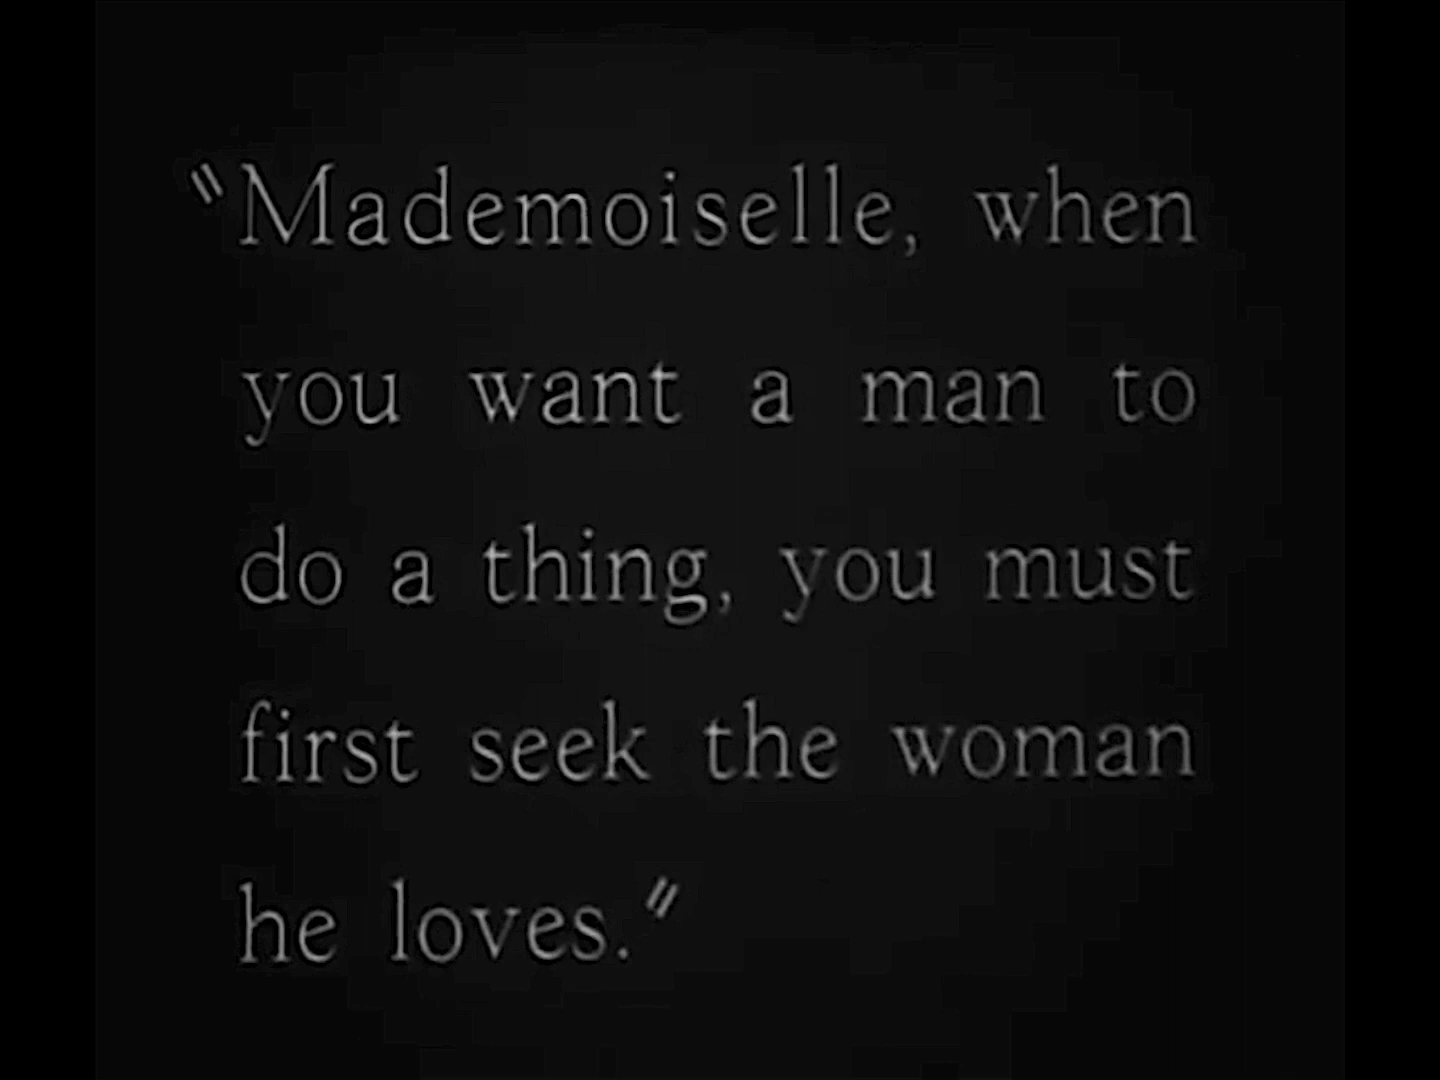 "Mademoiselle, when
you want a man to
do a thing, you must
first seek the woman
he loves."